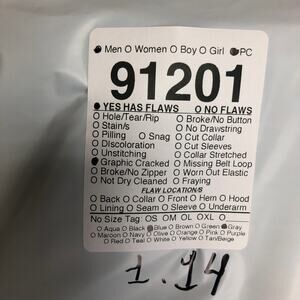 ● Men O Women O Boy O Girl ● PC
91201
● YES HAS FLAWS O NO FLAWS
O Hole/Tear/Rip O Broke/No Button
O Stain/s O No Drawstring
O Pilling O Snag O Cut Collar
O Discoloration O Cut Sleeves
O Unstitching O Collar Stretched
● Graphic Cracked O Missing Belt Loop
O Broke/No Zipper O Worn Out Elastic
O Not Dry Cleaned O Fraying
FLAW LOCATION/S
O Back O Collar O Front O Hem O Hood
O Lining O Seam O Sleeve O Underarm
No Size Tag: OS OM OL OXL O
O Aqua O Black O Blue O Brown O Green ● Gray
O Maroon O Navy O Olive O Orange O Pink O Purple
O Red O Teal O White O Yellow O Tan/Beige
1.14